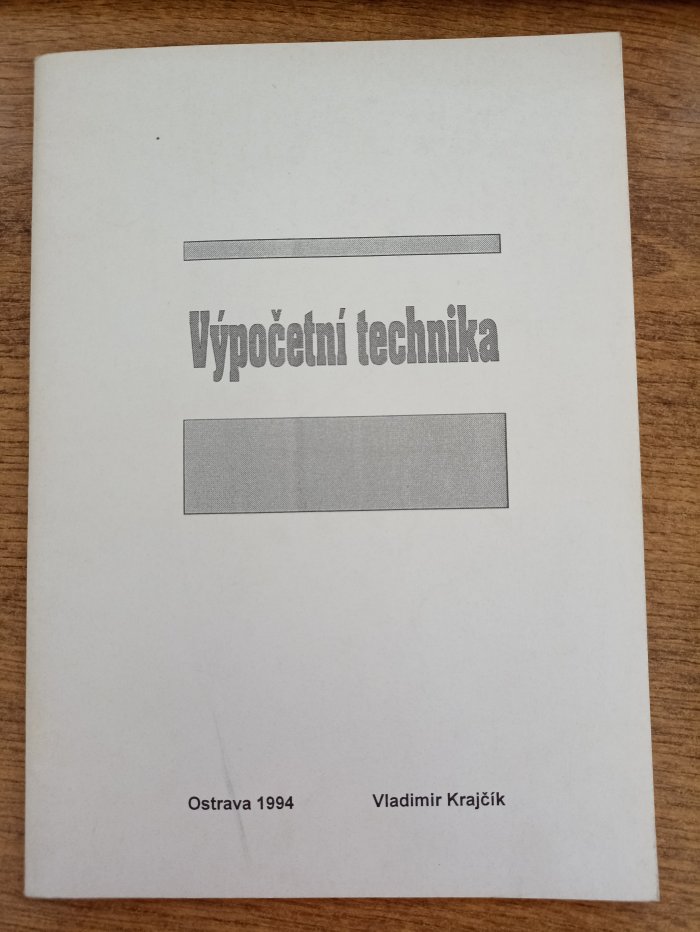 Výpočetní technika
Ostrava 1994 Vladimir Krajčík